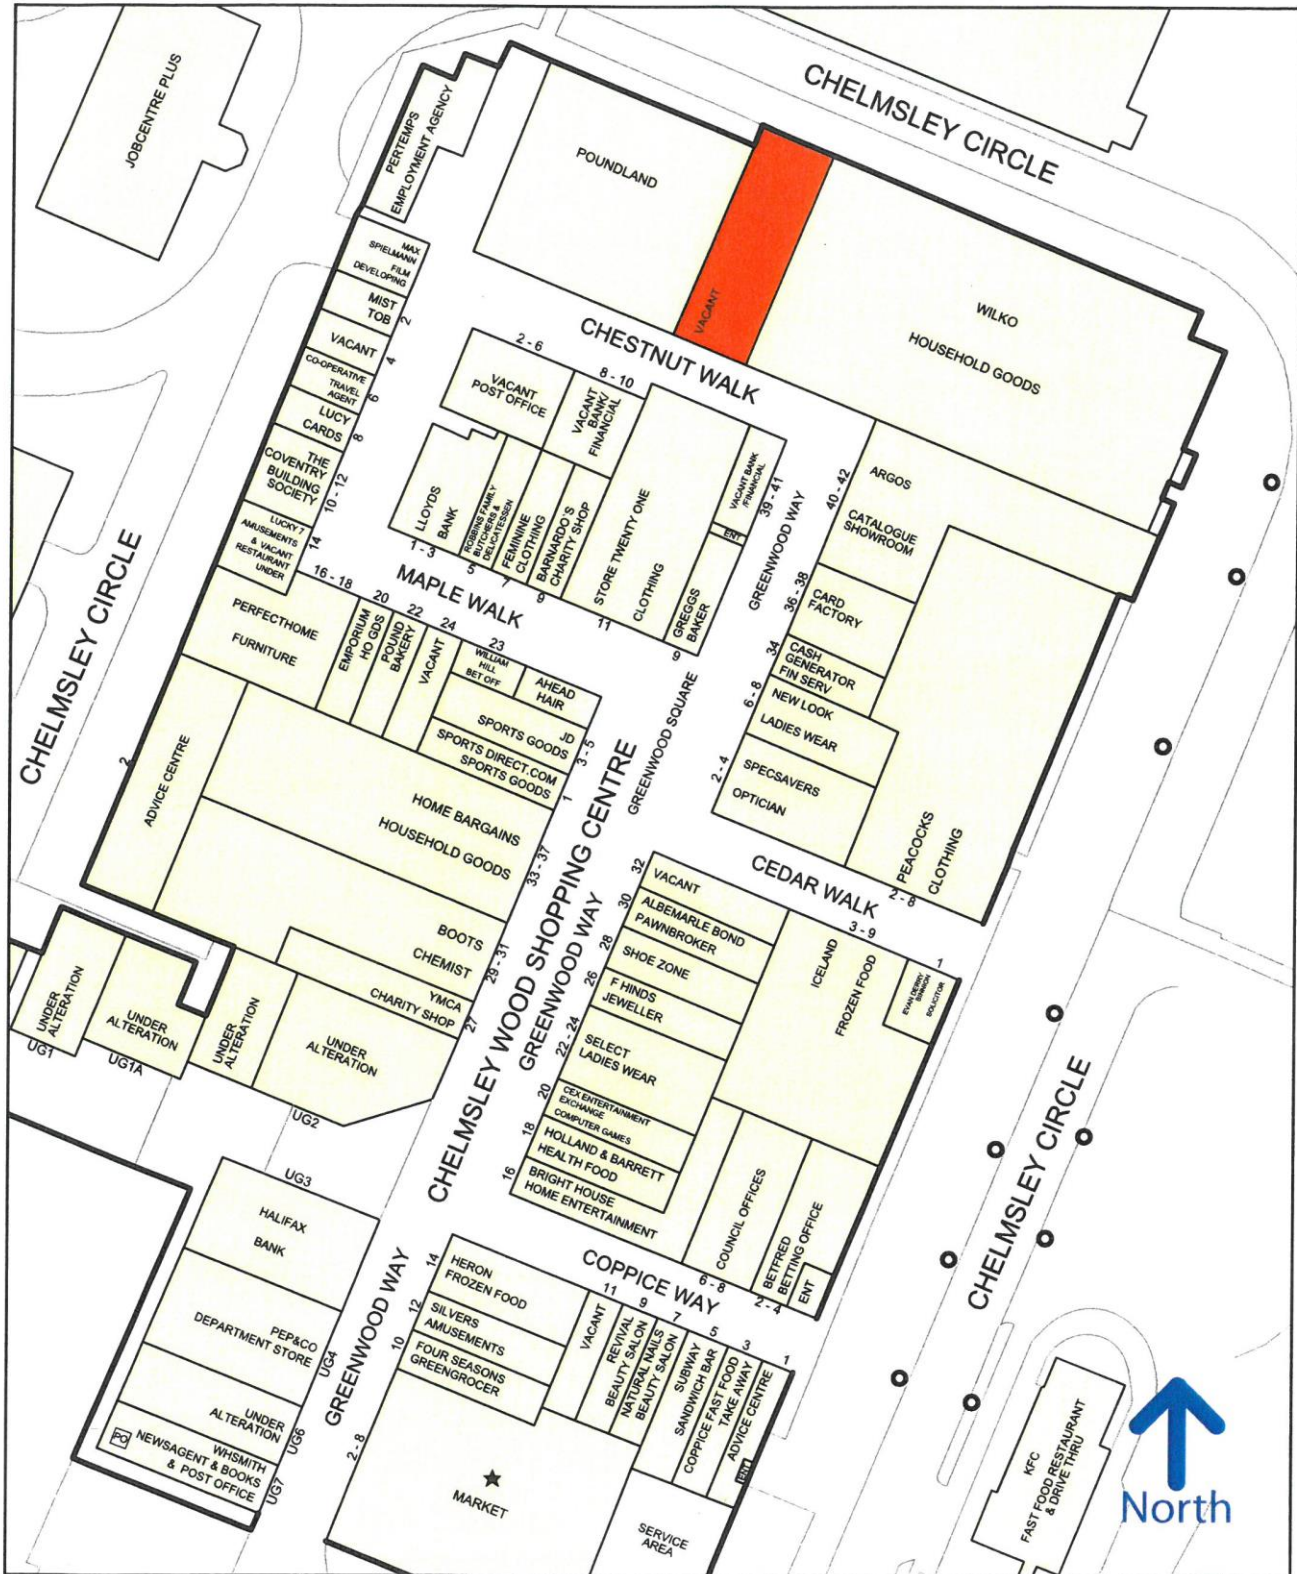 CHELMSLEY CIRCLE
JOBCENTRE PLUS
PERTEMPS
EMPLOYMENT AGENCY
POUNDLAND
VACANT
WILKO
HOUSEHOLD GOODS
MAX
SPIELMANN
FILM
DEVELOPING
MIST
TOB
2
VACANT
4
CO-OPERATIVE
TRAVEL
AGENT
6
LUCY
CARDS
8
THE
COVENTRY
BUILDING
SOCIETY
10 - 12
LUCKY 7
AMUSEMENTS
& VACANT
RESTAURANT
UNDER
14
CHESTNUT WALK
2 - 6
VACANT
POST OFFICE
8 - 10
VACANT
BANK/
FINANCIAL
LLOYDS
BANK
1 - 3
ROBBINS FAMILY
BUTCHERS &
DELICATESSEN
5
FEMININE
CLOTHING
7
BARNARDO'S
CHARITY SHOP
9
STORE TWENTY ONE
CLOTHING
11
VACANT BANK
/FINANCIAL
39 - 41
ENT
GREGGS
BAKER
9
GREENWOOD WAY
40 - 42
ARGOS
CATALOGUE
SHOWROOM
36 - 38
CARD
FACTORY
34
CASH
GENERATOR
FIN SERV
6 - 8
NEW LOOK
LADIES WEAR
2 - 4
SPECSAVERS
OPTICIAN
PEACOCKS
CLOTHING
2 - 8
MAPLE WALK
16 - 18
PERFECTHOME
FURNITURE
20
EMPORIUM
HO GDS
22
POUND
BAKERY
24
VACANT
23
WILLIAM
HILL
BET OFF
AHEAD
HAIR
JD
SPORTS GOODS
3 - 5
SPORTS DIRECT.COM
SPORTS GOODS
1
CHELMSLEY CIRCLE
2
ADVICE CENTRE
HOME BARGAINS
HOUSEHOLD GOODS
33 - 37
BOOTS
CHEMIST
29 - 31
YMCA
CHARITY SHOP
27
GREENWOOD SQUARE
CHELMSLEY WOOD SHOPPING CENTRE
GREENWOOD WAY
CEDAR WALK
32
VACANT
30
ALBEMARLE BOND
PAWNBROKER
28
SHOE ZONE
26
F HINDS
JEWELLER
22 - 24
SELECT
LADIES WEAR
20
CEX ENTERTAINMENT
EXCHANGE
COMPUTER GAMES
18
HOLLAND & BARRETT
HEALTH FOOD
16
BRIGHT HOUSE
HOME ENTERTAINMENT
3 - 9
ICELAND
FROZEN FOOD
1
EVAN DERRY
BINNION
SOLICITOR
COUNCIL OFFICES
6 - 8
BETFRED
BETTING OFFICE
2 - 4
ENT
UNDER
ALTERATION
UG1
UNDER
ALTERATION
UG1A
UNDER
ALTERATION
UNDER
ALTERATION
UG2
UG3
HALIFAX
BANK
PEP&CO
DEPARTMENT STORE
UG4
UNDER
ALTERATION
UG6
WHSMITH
NEWSAGENT & BOOKS
& POST OFFICE
PO
UG7
GREENWOOD WAY
COPPICE WAY
14
HERON
FROZEN FOOD
12
SILVERS
AMUSEMENTS
10
FOUR SEASONS
GREENGROCER
2 - 8
MARKET
11
VACANT
9
REVIVAL
BEAUTY SALON
7
NATURAL NAILS
BEAUTY SALON
5
SUBWAY
SANDWICH BAR
3
COPPICE FAST FOOD
TAKE AWAY
1
ADVICE CENTRE
ENT
SERVICE
AREA
CHELMSLEY CIRCLE
KFC
FAST FOOD RESTAURANT
& DRIVE THRU
North